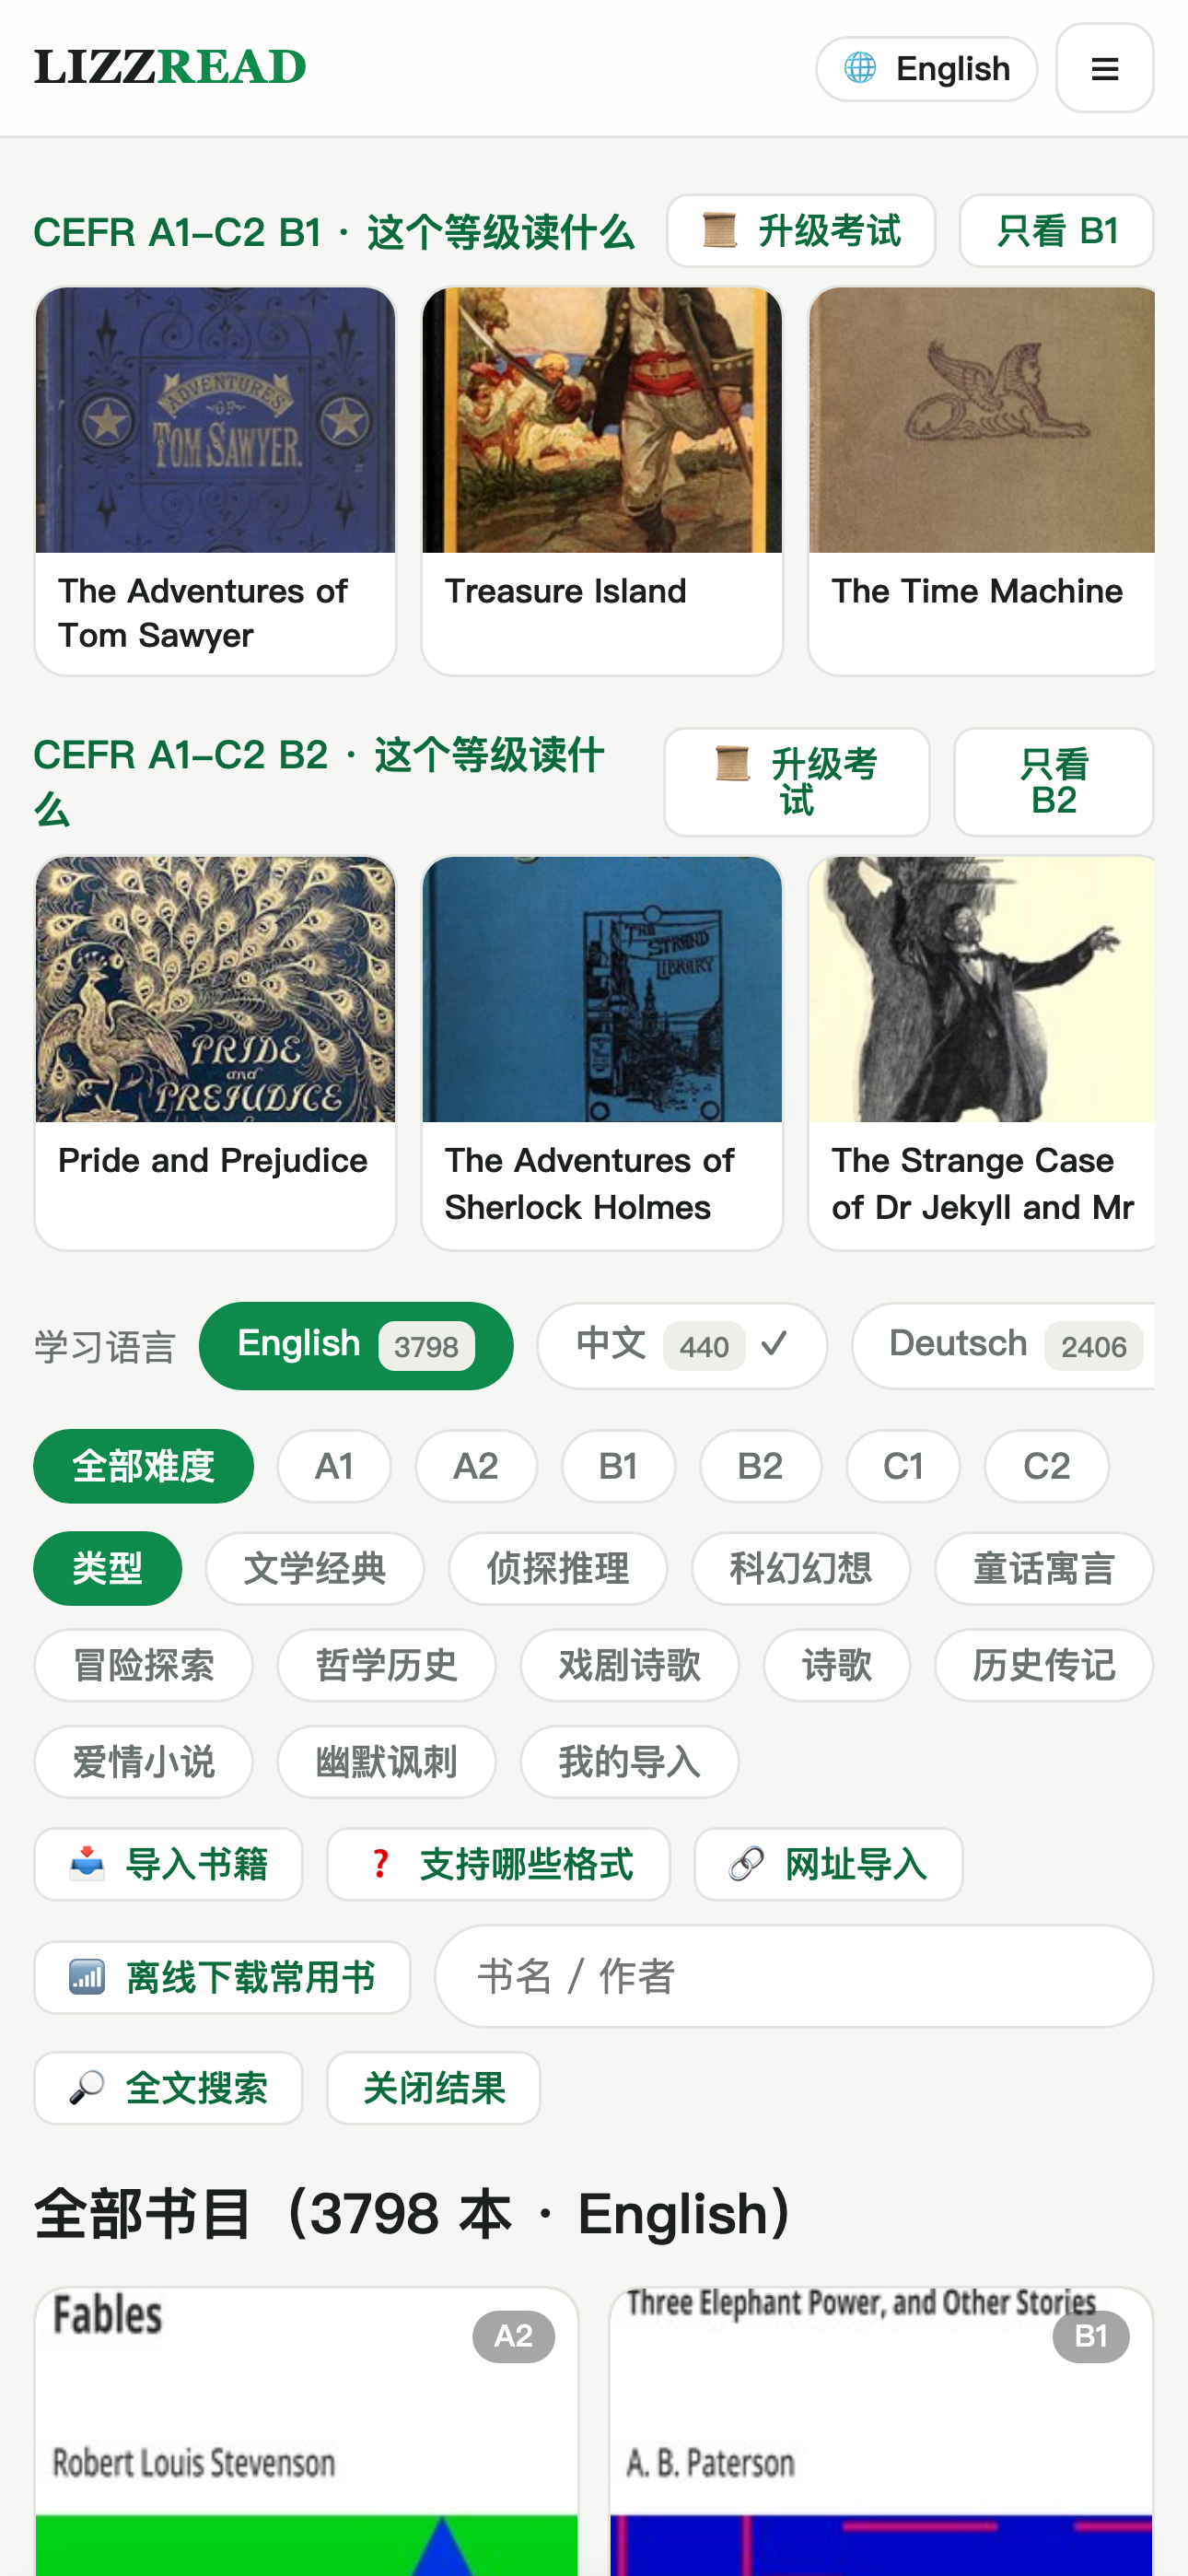 LIZZREAD
English
CEFR A1–C2 B1 · 这个等级读什么
升级考试
只看 B1
ADVENTURES
OF
TOM SAWYER.
The Adventures of
Tom Sawyer
Treasure Island
The Time Machine
CEFR A1–C2 B2 · 这个等级读什
么
升级考
试
只看
B2
PRIDE
and
PREJUDICE
THE
STRAND
LIBRARY
Pride and Prejudice
The Adventures of
Sherlock Holmes
The Strange Case
of Dr Jekyll and Mr
学习语言
English 3798
中文 440 ✓
Deutsch 2406
全部难度
A1
A2
B1
B2
C1
C2
类型
文学经典
侦探推理
科幻幻想
童话寓言
冒险探索
哲学历史
戏剧诗歌
诗歌
历史传记
爱情小说
幽默讽刺
我的导入
导入书籍
支持哪些格式
网址导入
离线下载常用书
书名 / 作者
全文搜索
关闭结果
全部书目（3798 本 · English）
Fables
A2
Robert Louis Stevenson
Three Elephant Power, and Other Stories
B1
A. B. Paterson